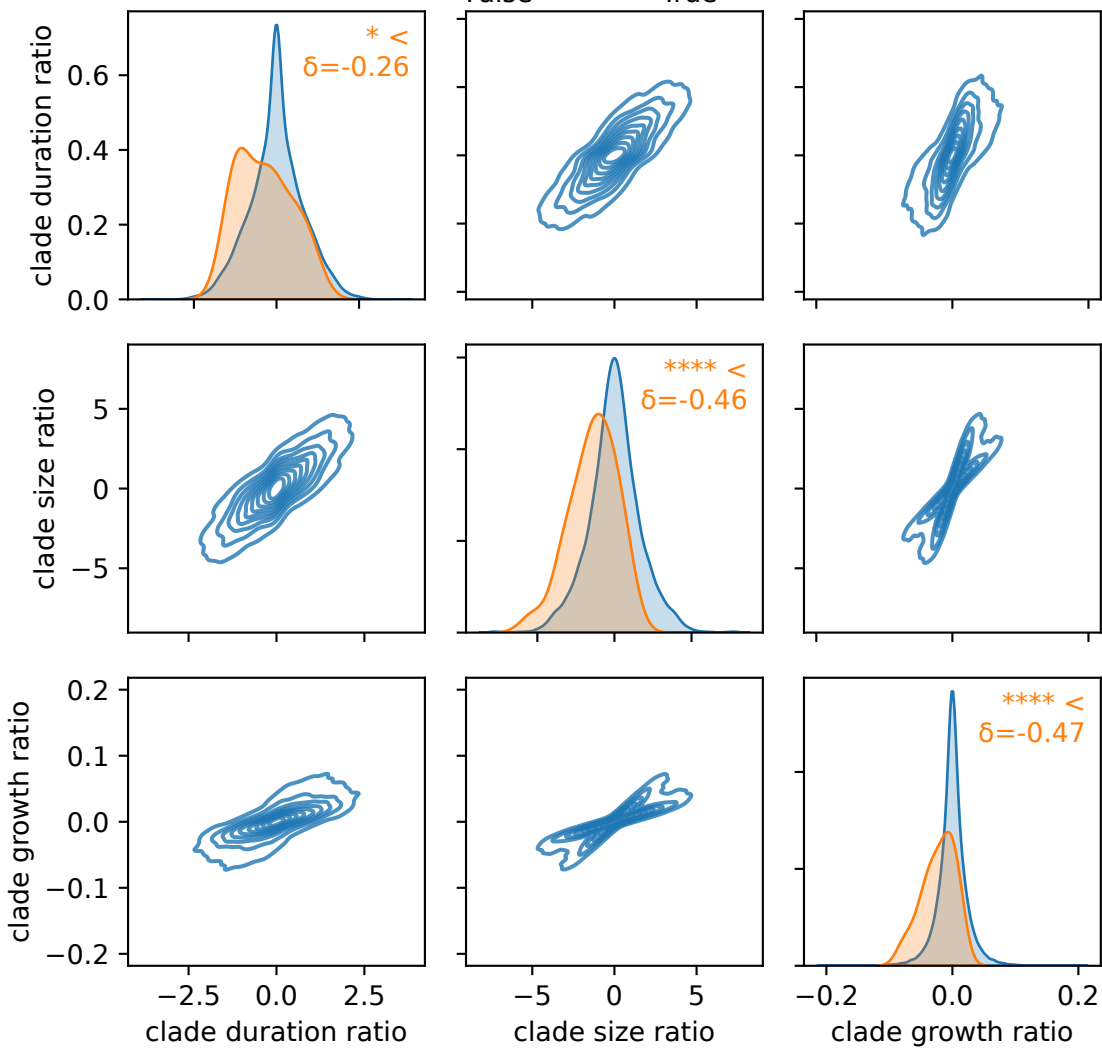 clade duration ratio
0.6
0.4
0.2
0.0
* <
δ=-0.26
clade size ratio
5
0
−5
**** <
δ=-0.46
clade growth ratio
0.2
0.1
0.0
−0.1
−0.2
**** <
δ=-0.47
−2.5 0.0 2.5
−5 0 5
−0.2 0.0 0.2
clade duration ratio
clade size ratio
clade growth ratio